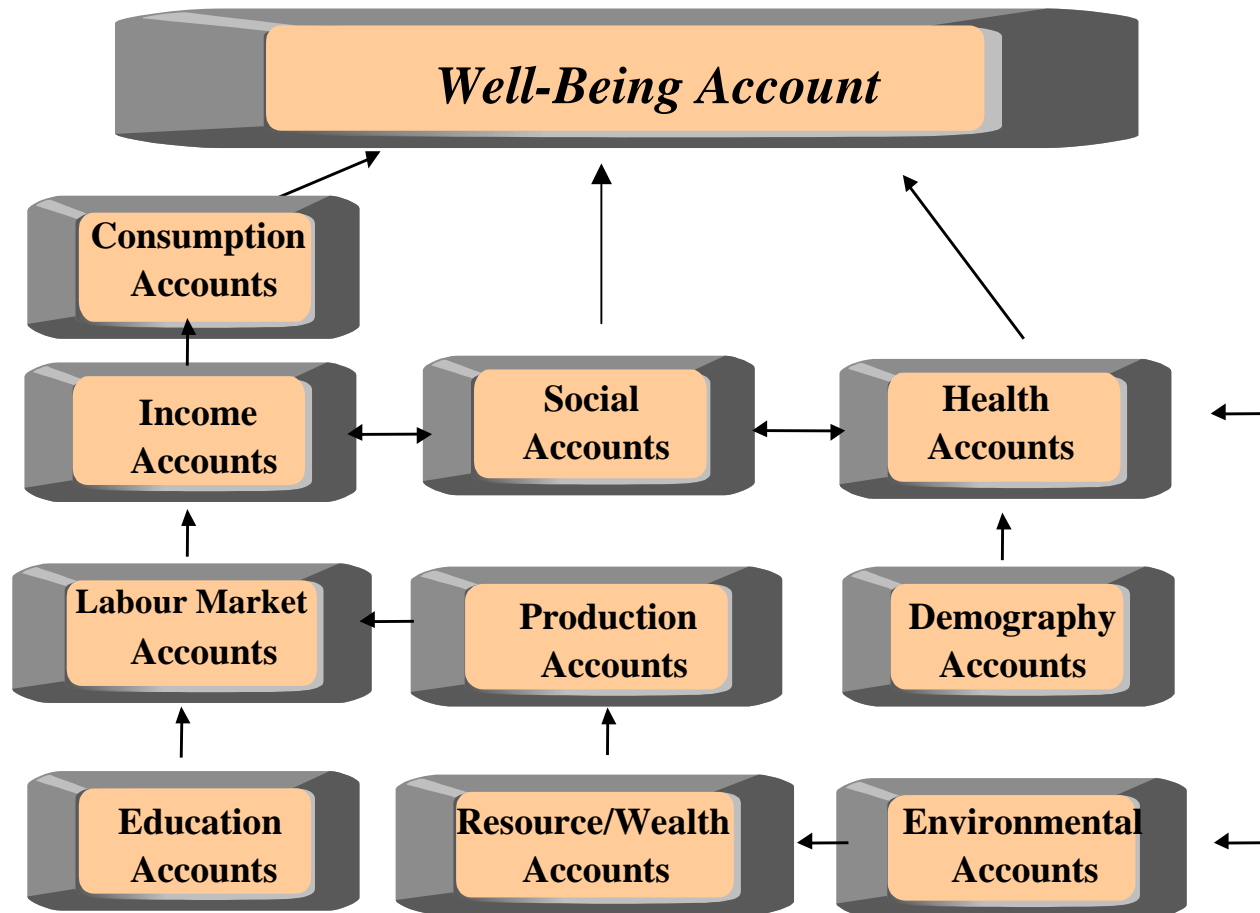 Well-Being Account
Consumption
Accounts
Income
Accounts
Social
Accounts
Health
Accounts
Labour Market
Accounts
Production
Accounts
Demography
Accounts
Education
Accounts
Resource/Wealth
Accounts
Environmental
Accounts